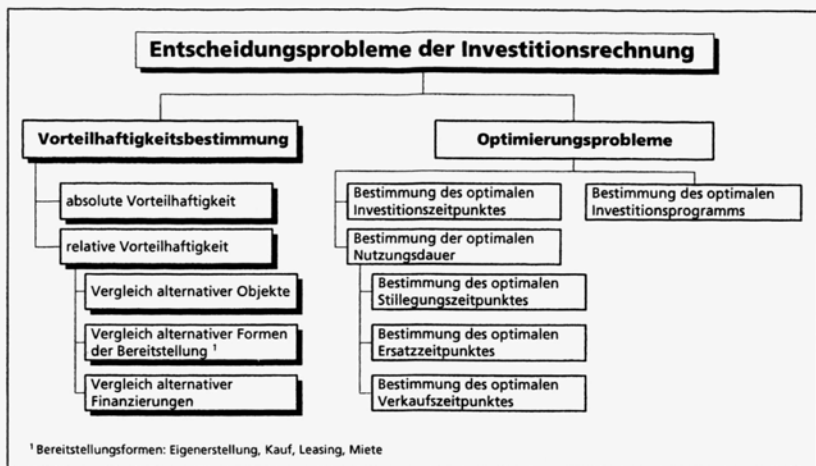 Entscheidungsprobleme der Investitionsrechnung
Vorteilhaftigkeitsbestimmung
absolute Vorteilhaftigkeit
relative Vorteilhaftigkeit
Vergleich alternativer Objekte
Vergleich alternativer Formen
der Bereitstellung ¹
Vergleich alternativer
Finanzierungen
Optimierungsprobleme
Bestimmung des optimalen
Investitionszeitpunktes
Bestimmung der optimalen
Nutzungsdauer
Bestimmung des optimalen
Stillegungszeitpunktes
Bestimmung des optimalen
Ersatzzeitpunktes
Bestimmung des optimalen
Verkaufszeitpunktes
Bestimmung des optimalen
Investitionsprogramms
¹ Bereitstellungsformen: Eigenerstellung, Kauf, Leasing, Miete